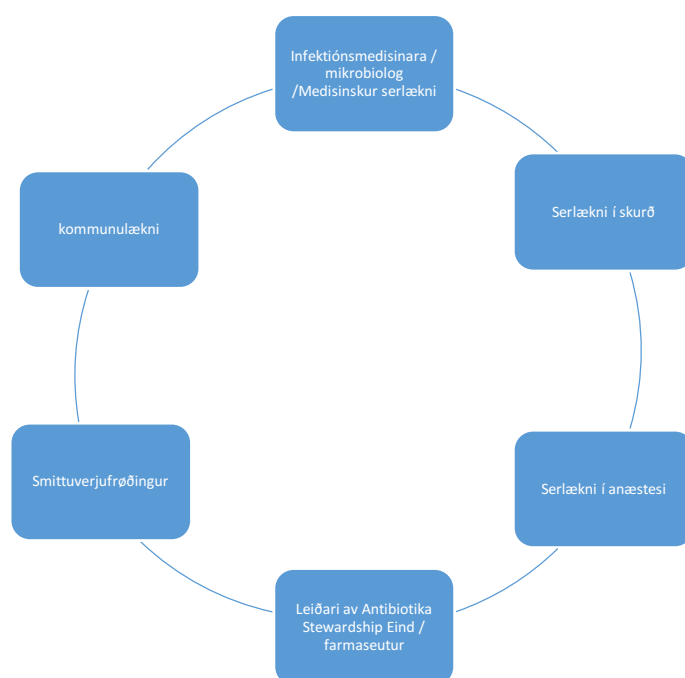 Infektiónsmedisinara /
mikrobiolog
/Medisinskur serlækni
Serlækni í skurð
Serlækni í anæstesi
Leiðari av Antibiotika
Stewardship Eind /
farmaseutur
Smittuverjufrøðingur
kommunulækni